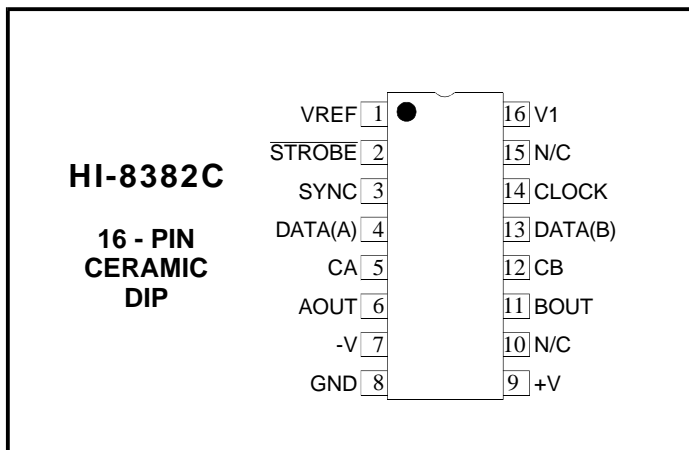 HI-8382C
16 - PIN
CERAMIC
DIP
VREF 1 16 V1
STROBE 2 15 N/C
SYNC 3 14 CLOCK
DATA(A) 4 13 DATA(B)
CA 5 12 CB
AOUT 6 11 BOUT
-V 7 10 N/C
GND 8 9 +V